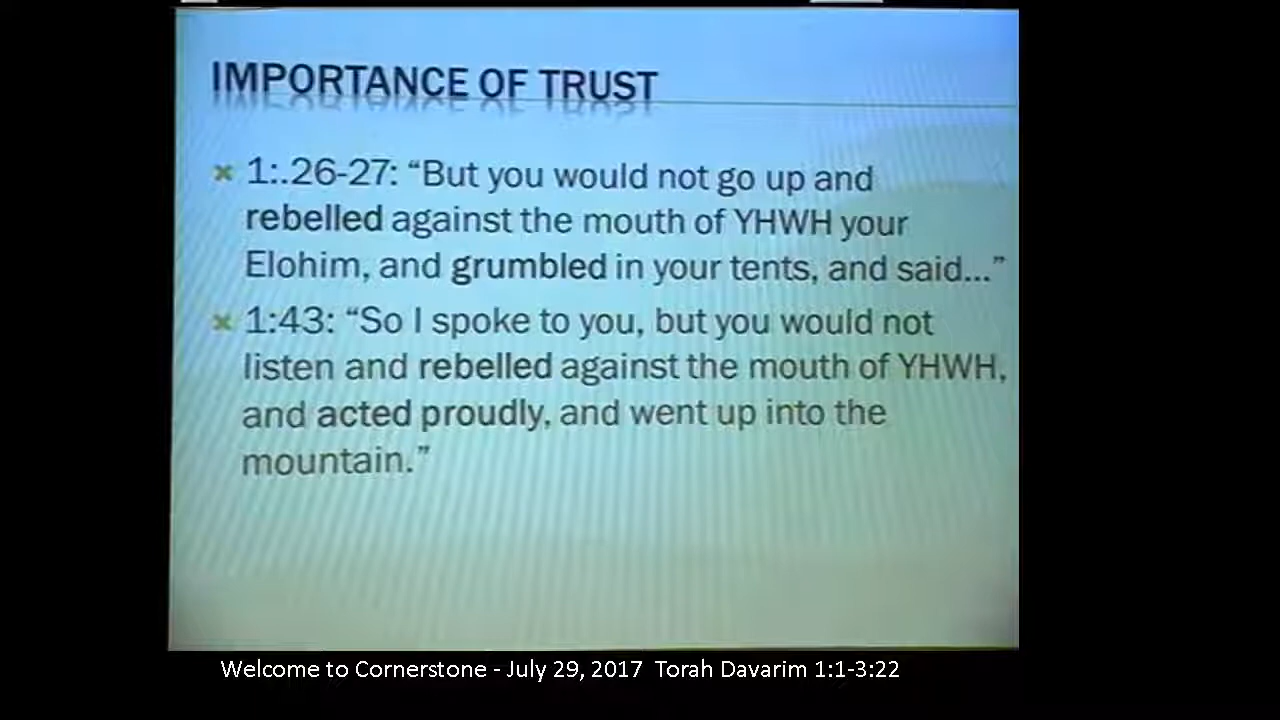 IMPORTANCE OF TRUST
1:.26-27: “But you would not go up and
rebelled against the mouth of YHWH your
Elohim, and grumbled in your tents, and said...”
1:43: “So I spoke to you, but you would not
listen and rebelled against the mouth of YHWH,
and acted proudly, and went up into the
mountain.”
Welcome to Cornerstone - July 29, 2017  Torah Davarim 1:1-3:22